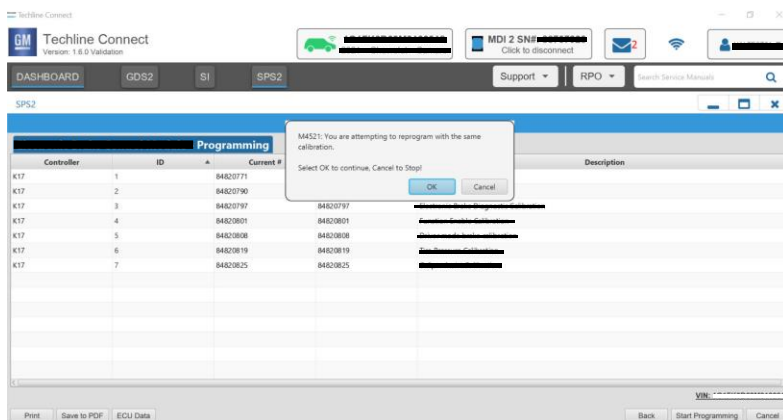 Techline Connect
GM Techline Connect
Version: 1.6.0 Validation
MDI 2 SN#
Click to disconnect
2
DASHBOARD GDS2 SI SPS2 Support RPO Search Service Manuals
SPS2
Programming
M4521: You are attempting to reprogram with the same
calibration.
Select OK to continue, Cancel to Stop!
OK Cancel
Controller ID Current # Description
K17 1 84820771
K17 2 84820790
K17 3 84820797 84820797
K17 4 84820801 84820801
K17 5 84820808 84820808
K17 6 84820819 84820819
K17 7 84820825 84820825
VIN:
Print Save to PDF ECU Data Back Start Programming Cancel